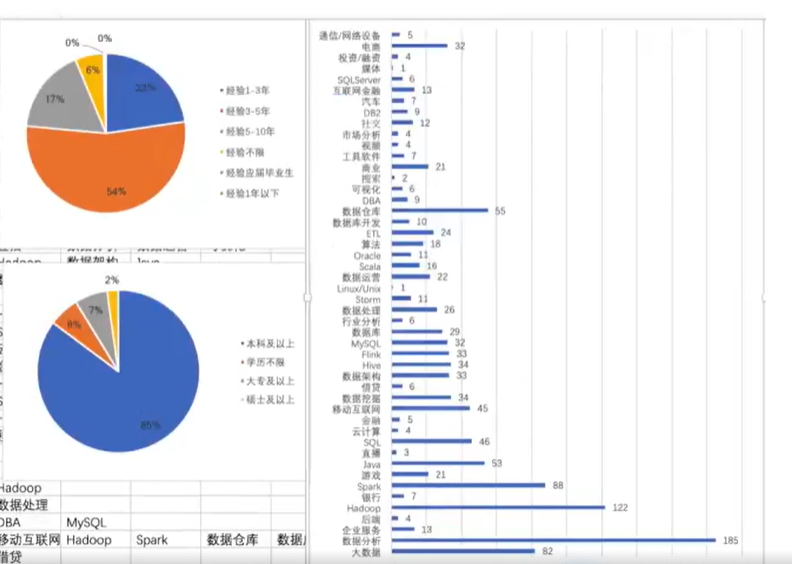 0%
0%
6%
23%
17%
54%
经验1-3年
经验3-5年
经验5-10年
经验不限
经验应届毕业生
经验1年以下
Hadoop
数据架构
Java
2%
7%
6%
85%
本科及以上
学历不限
大专及以上
硕士及以上
Hadoop
数据处理
DBA MySQL
移动互联网 Hadoop Spark 数据仓库
借贷
通信/网络设备 5
电商 32
投资/融资 4
媒体 1
SQLServer 6
互联网金融 13
汽车 7
DB2 9
社交 12
市场分析 4
视频 4
工具软件 7
商业 21
搜索 2
可视化 6
DBA 9
数据仓库 55
数据库开发 10
ETL 24
算法 18
Oracle 11
Scala 16
数据运营 22
Linux/Unix 1
Storm 11
数据处理 26
行业分析 6
数据库 29
MySQL 32
Flink 33
Hive 34
数据架构 33
借贷 6
数据挖掘 34
移动互联网 45
金融 5
云计算 4
SQL 46
直播 3
Java 53
游戏 21
Spark 88
银行 7
Hadoop 122
后端 4
企业服务 13
数据分析 185
大数据 82